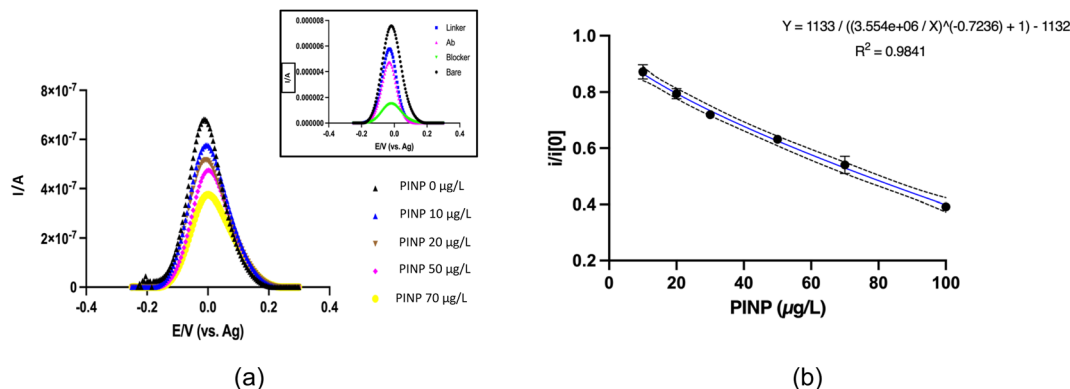 0.000008
0.000006
0.000004
0.000002
0.000000
I/A
-0.4 -0.2 0.0 0.2 0.4
E/V (vs. Ag)
Linker
Ab
Blocker
Bare
8×10⁻⁷
6×10⁻⁷
4×10⁻⁷
2×10⁻⁷
0
I/A
-0.4 -0.2 0.0 0.2 0.4
E/V (vs. Ag)
PINP 0 µg/L
PINP 10 µg/L
PINP 20 µg/L
PINP 50 µg/L
PINP 70 µg/L
(a)
Y = 1133 / ((3.554e+06 / X)^(-0.7236) + 1) - 1132
R² = 0.9841
1.0
0.8
0.6
0.4
0.2
i/i[0]
0 20 40 60 80 100
PINP (µg/L)
(b)